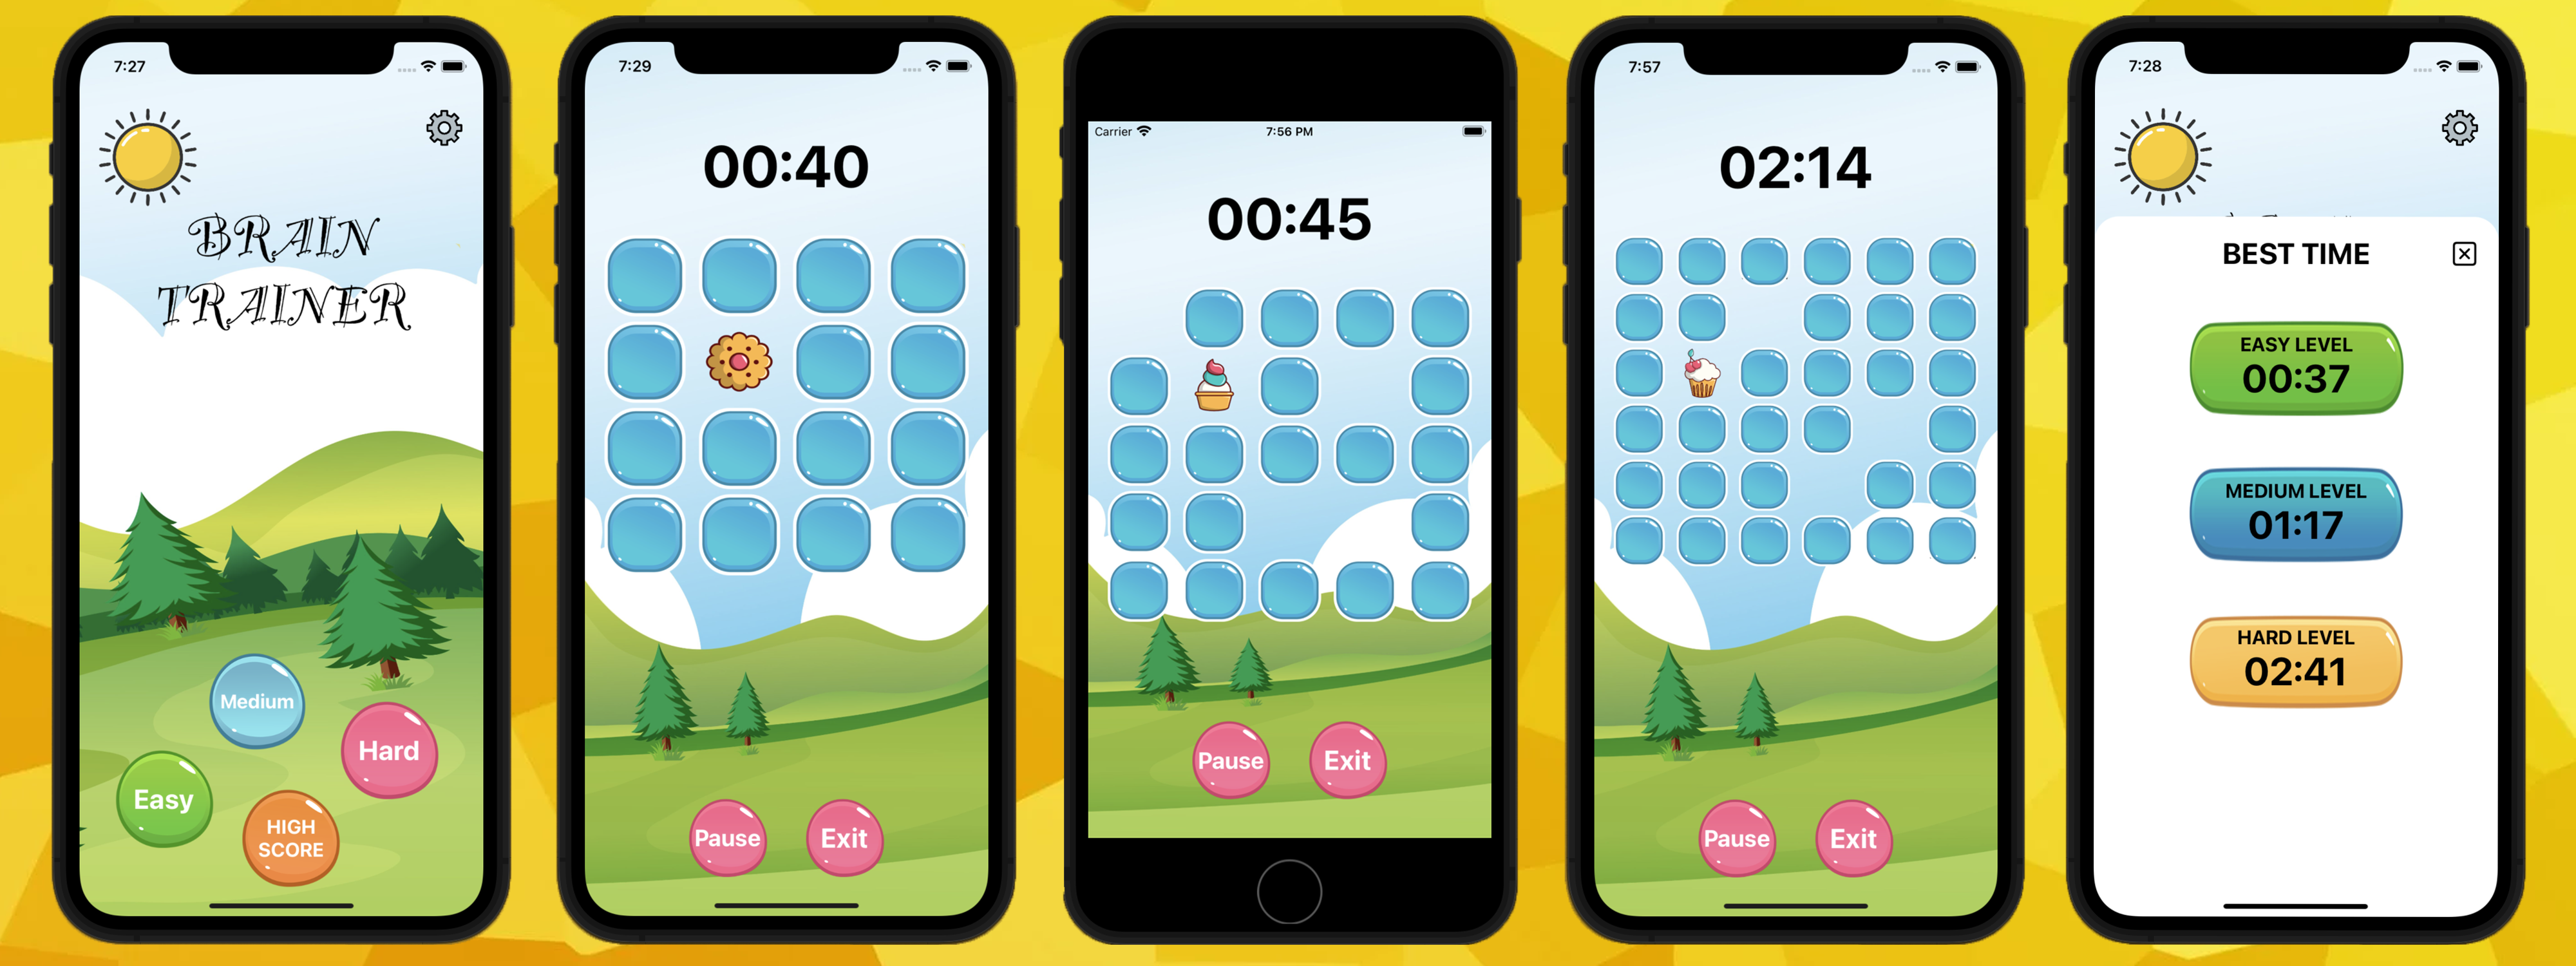 7:27
BRAIN
TRAINER
Medium
Hard
Easy
HIGH
SCORE
7:29
00:40
Pause
Exit
Carrier
7:56 PM
00:45
Pause
Exit
7:57
02:14
Pause
Exit
7:28
BEST TIME
EASY LEVEL
00:37
MEDIUM LEVEL
01:17
HARD LEVEL
02:41